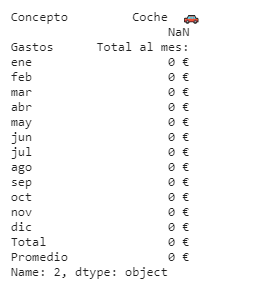 Concepto Coche 🚗
NaN
Gastos Total al mes:
ene 0 €
feb 0 €
mar 0 €
abr 0 €
may 0 €
jun 0 €
jul 0 €
ago 0 €
sep 0 €
oct 0 €
nov 0 €
dic 0 €
Total 0 €
Promedio 0 €
Name: 2, dtype: object